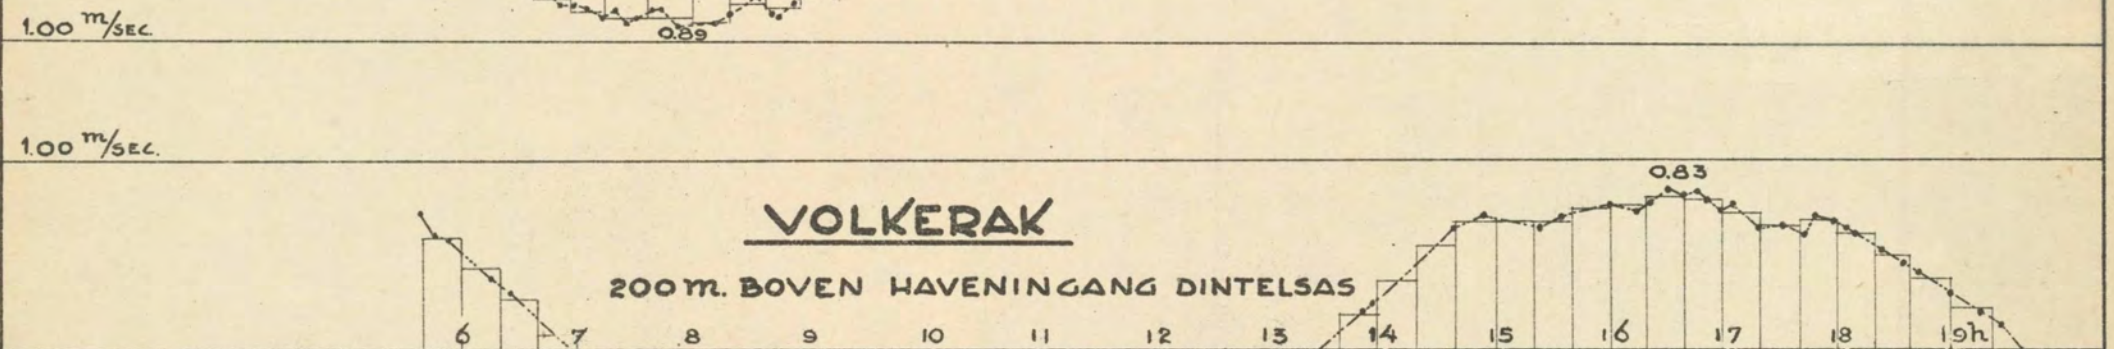 1.00 m/SEC.
0.89
1.00 m/SEC.
0.83
VOLKERAK
200 m. BOVEN HAVENINGANG DINTELSAS
6 7 8 9 10 11 12 13 14 15 16 17 18 19h